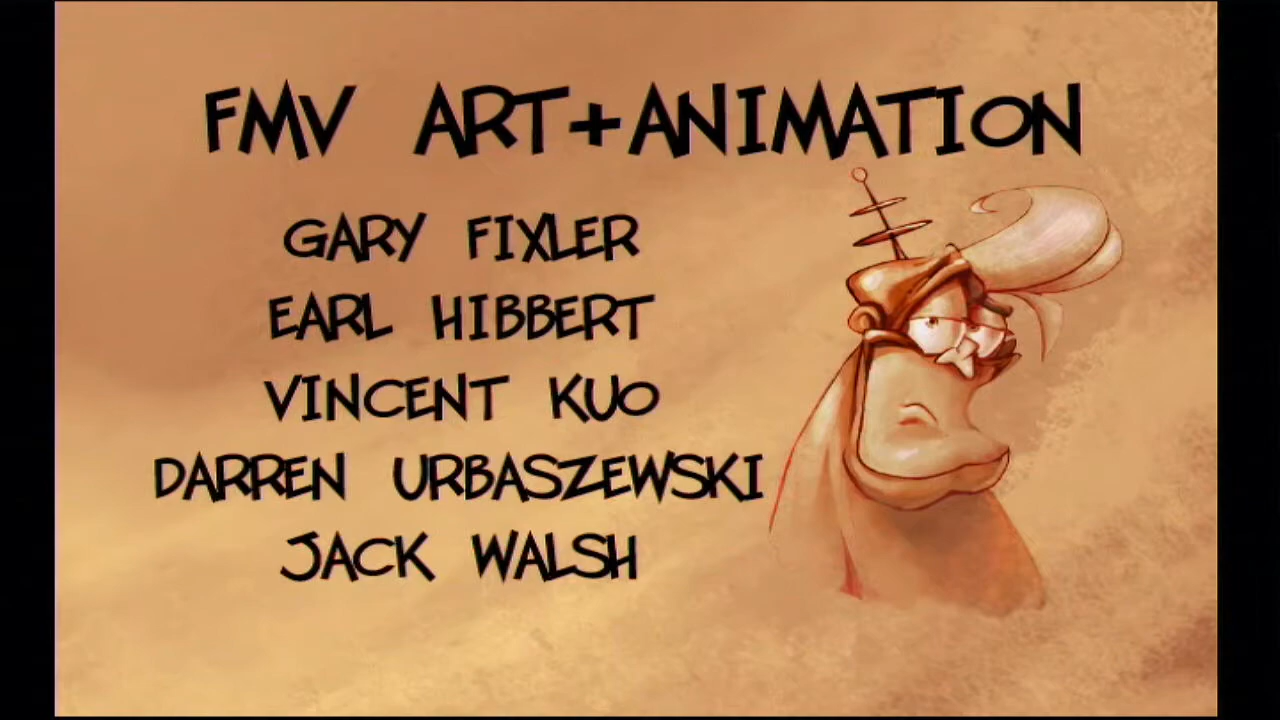 FMV ART+ANIMATION
GARY FIXLER
EARL HIBBERT
VINCENT KUO
DARREN URBASZEWSKI
JACK WALSH